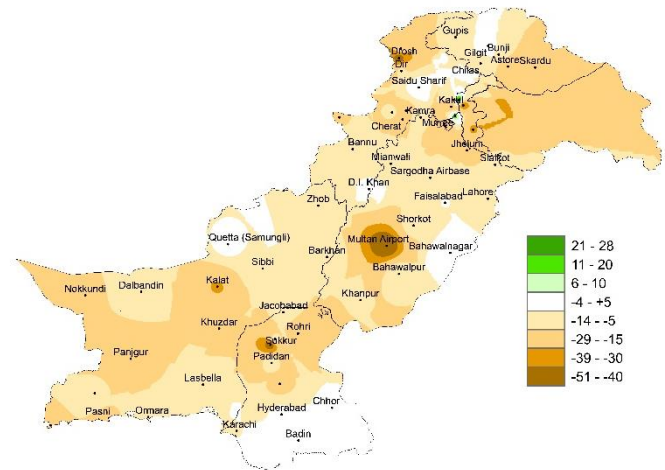 Gupis
Drosh
Bunji
Gilgit
Dir
Astore
Skardu
Chilas
Saidu Sharif
Kakul
Kamra
Cherat
Murree
Bannu
Jhelum
Mianwali
Sialkot
Sargodha Airbase
D.I. Khan
Zhob
Faisalabad
Lahore
Shorkot
Quetta (Samungli)
Multan Airport
Barkhan
Bahawalnagar
Sibbi
Bahawalpur
Kalat
Nokkundi
Dalbandin
Khanpur
Jacobabad
Khuzdar
Rohri
Sukkur
Panjgur
Padidan
Lasbella
Chhor
Pasni
Ormara
Hyderabad
Karachi
Badin
21 - 28
11 - 20
6 - 10
-4 - +5
-14 - -5
-29 - -15
-39 - -30
-51 - -40